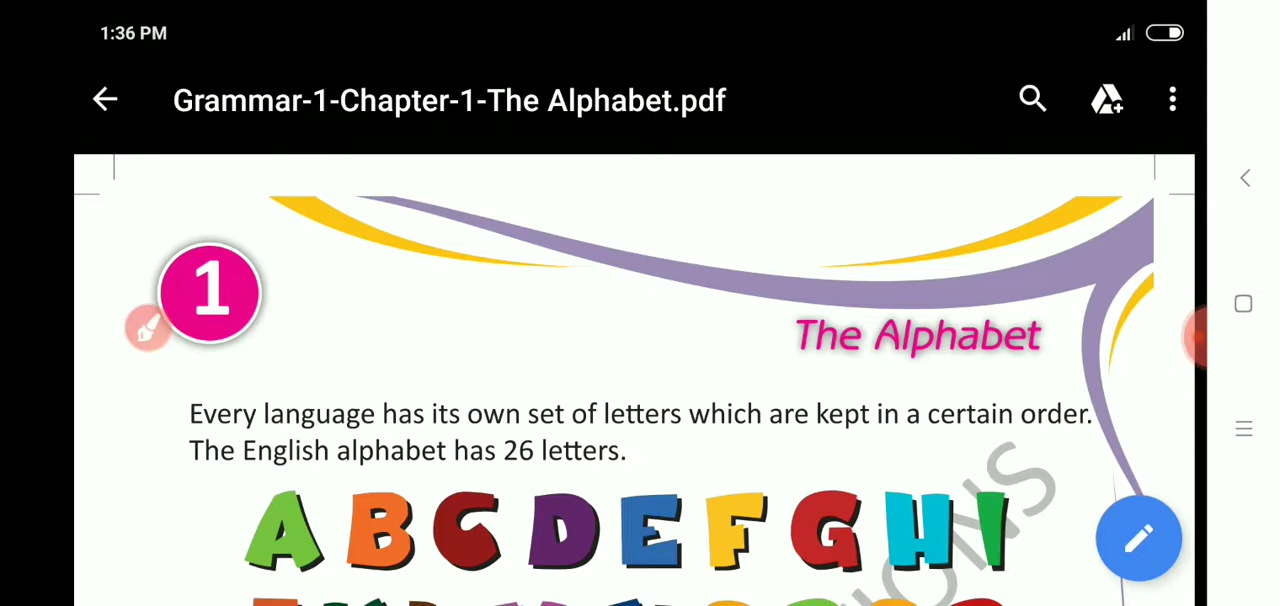 1:36 PM
Grammar-1-Chapter-1-The Alphabet.pdf
1
The Alphabet
Every language has its own set of letters which are kept in a certain order.
The English alphabet has 26 letters.
A B C D E F G H I